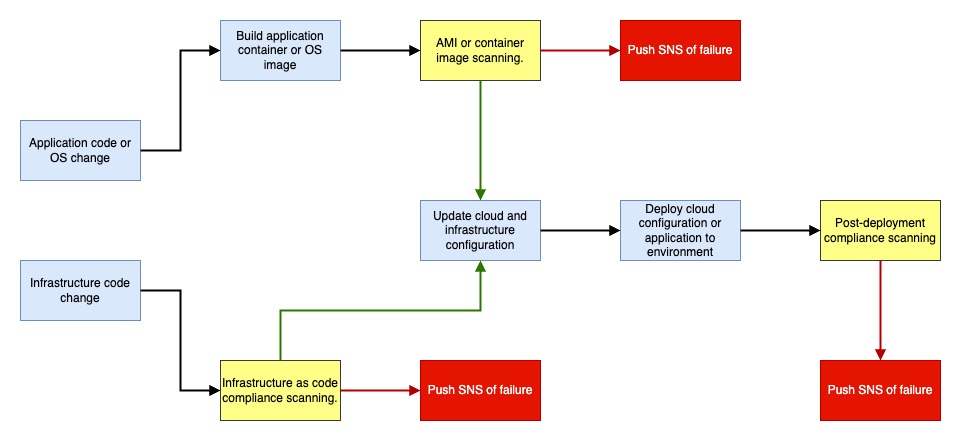 Build application
container or OS
image
AMI or container
image scanning.
Push SNS of failure
Application code or
OS change
Update cloud and
infrastructure
configuration
Deploy cloud
configuration or
application to
environment
Post-deployment
compliance scanning
Infrastructure code
change
Infrastructure as code
compliance scanning.
Push SNS of failure
Push SNS of failure